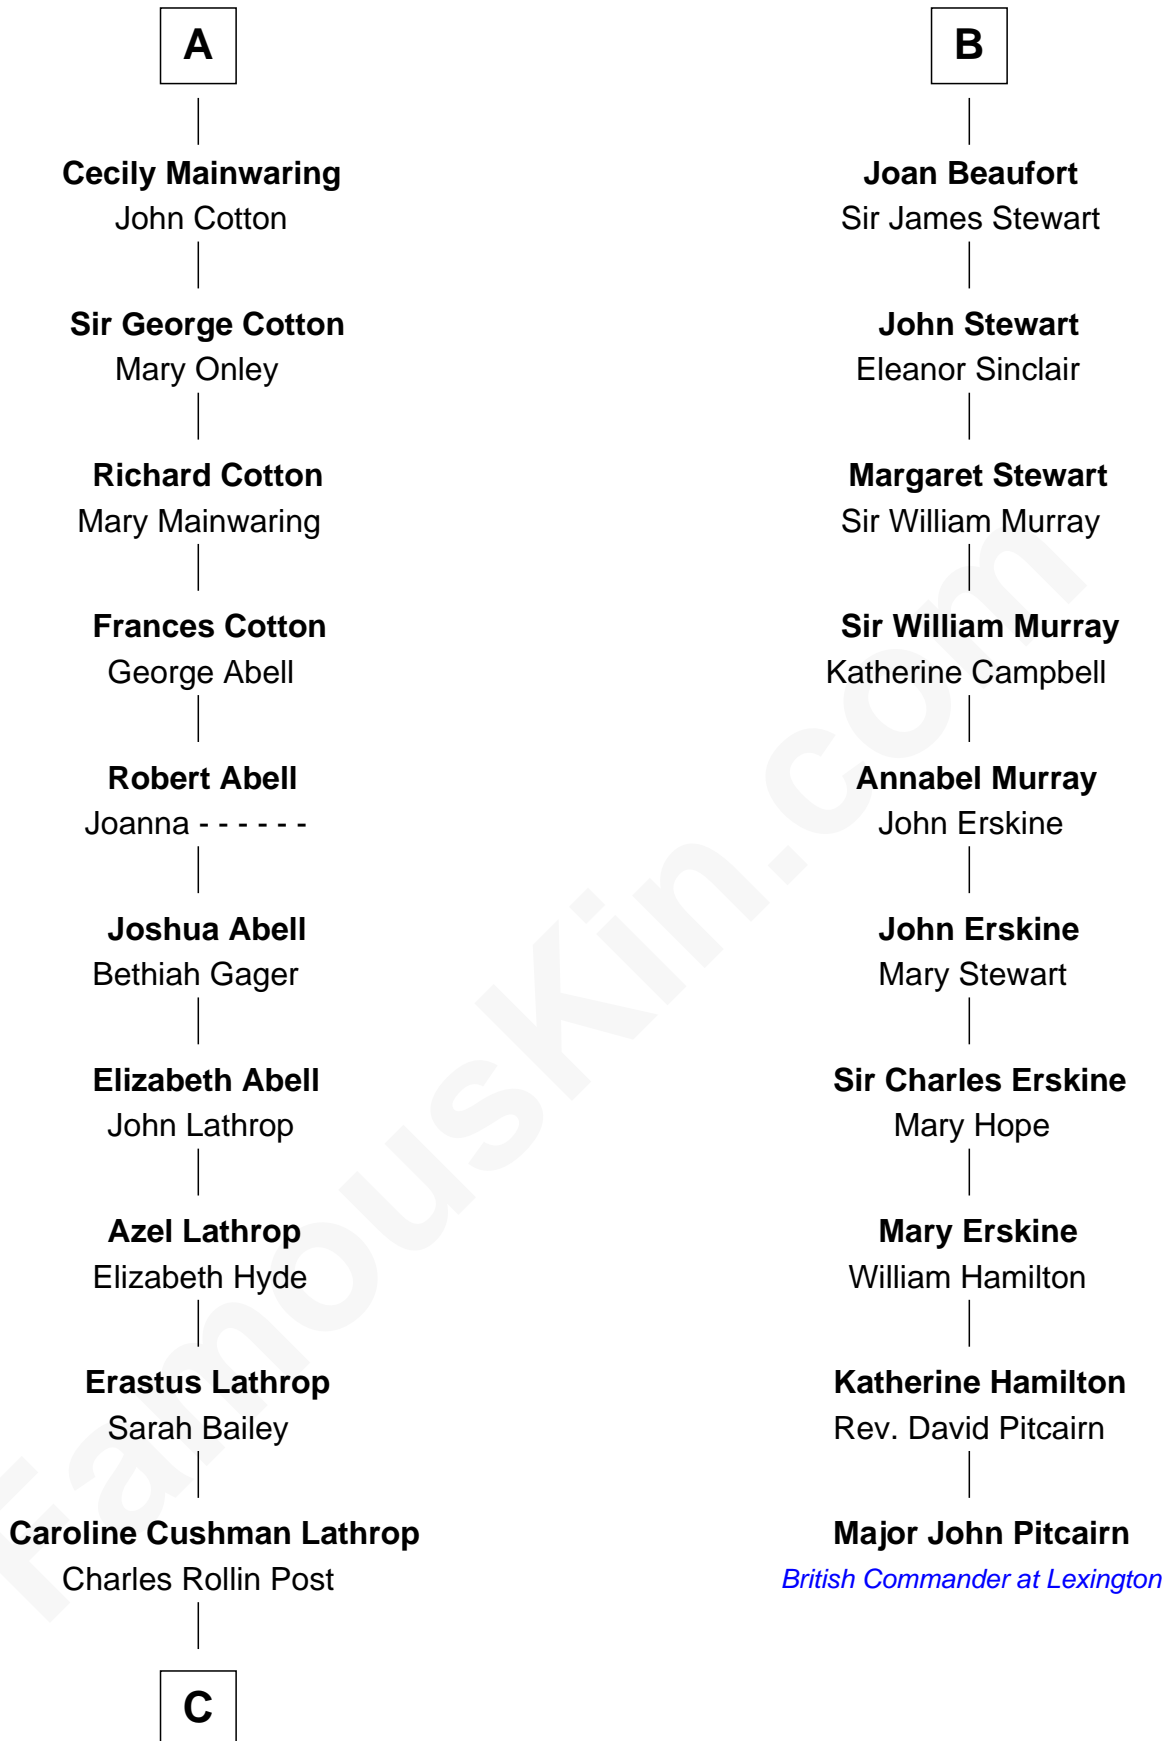 A
Cecily Mainwaring
John Cotton
Sir George Cotton
Mary Onley
Richard Cotton
Mary Mainwaring
Frances Cotton
George Abell
Robert Abell
Joanna - - - - - -
Joshua Abell
Bethiah Gager
Elizabeth Abell
John Lathrop
Azel Lathrop
Elizabeth Hyde
Erastus Lathrop
Sarah Bailey
Caroline Cushman Lathrop
Charles Rollin Post
C
B
Joan Beaufort
Sir James Stewart
John Stewart
Eleanor Sinclair
Margaret Stewart
Sir William Murray
Sir William Murray
Katherine Campbell
Annabel Murray
John Erskine
John Erskine
Mary Stewart
Sir Charles Erskine
Mary Hope
Mary Erskine
William Hamilton
Katherine Hamilton
Rev. David Pitcairn
Major John Pitcairn
British Commander at Lexington
FamousKin.com